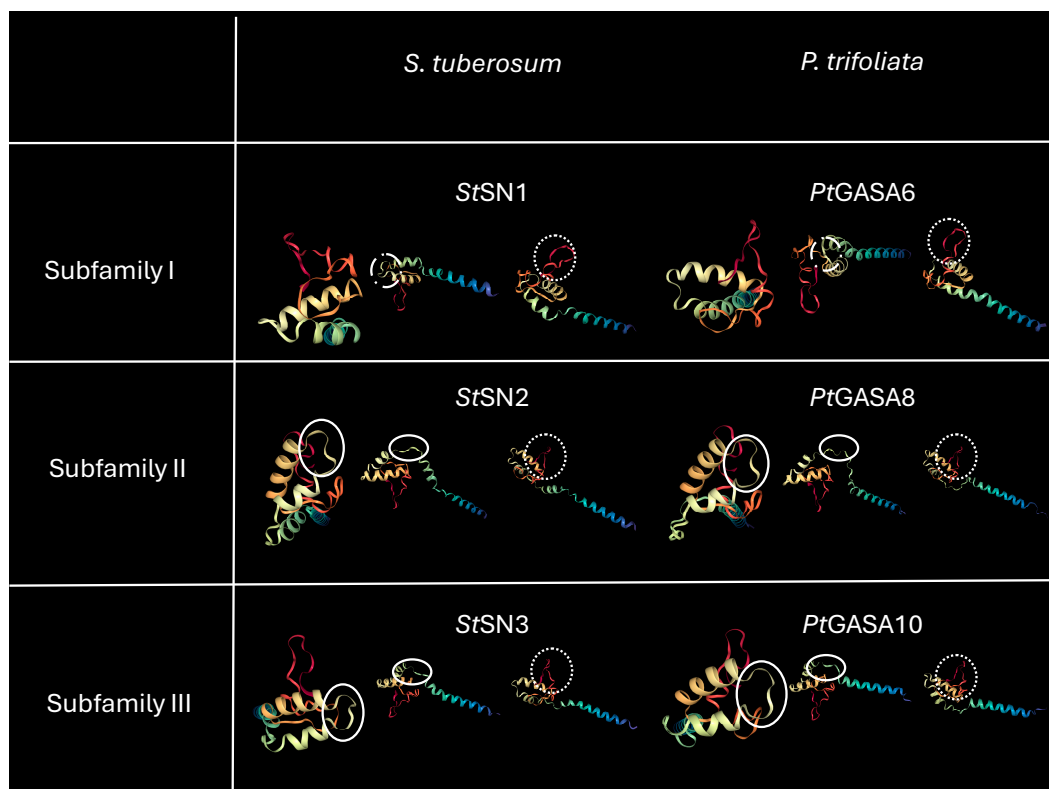 S. tuberosum
P. trifoliata
Subfamily I
StSN1
PtGASA6
Subfamily II
StSN2
PtGASA8
Subfamily III
StSN3
PtGASA10